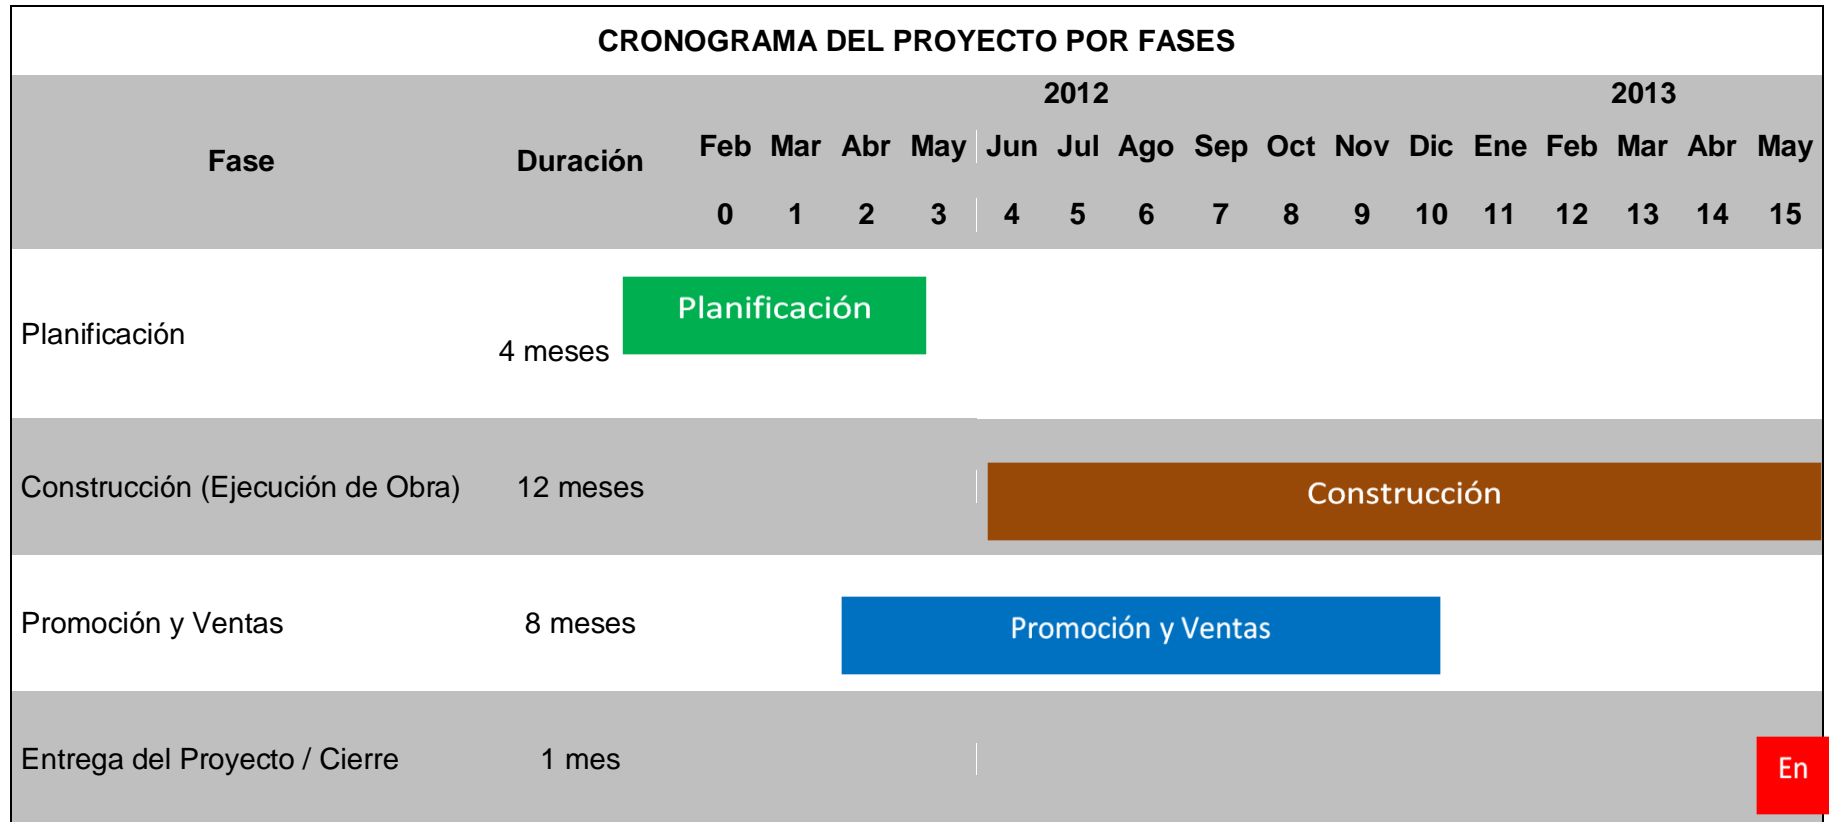 CRONOGRAMA DEL PROYECTO POR FASES
2012 2013
Fase Duración Feb Mar Abr May Jun Jul Ago Sep Oct Nov Dic Ene Feb Mar Abr May
0 1 2 3 4 5 6 7 8 9 10 11 12 13 14 15
Planificación 4 meses Planificación
Construcción (Ejecución de Obra) 12 meses Construcción
Promoción y Ventas 8 meses Promoción y Ventas
Entrega del Proyecto / Cierre 1 mes En